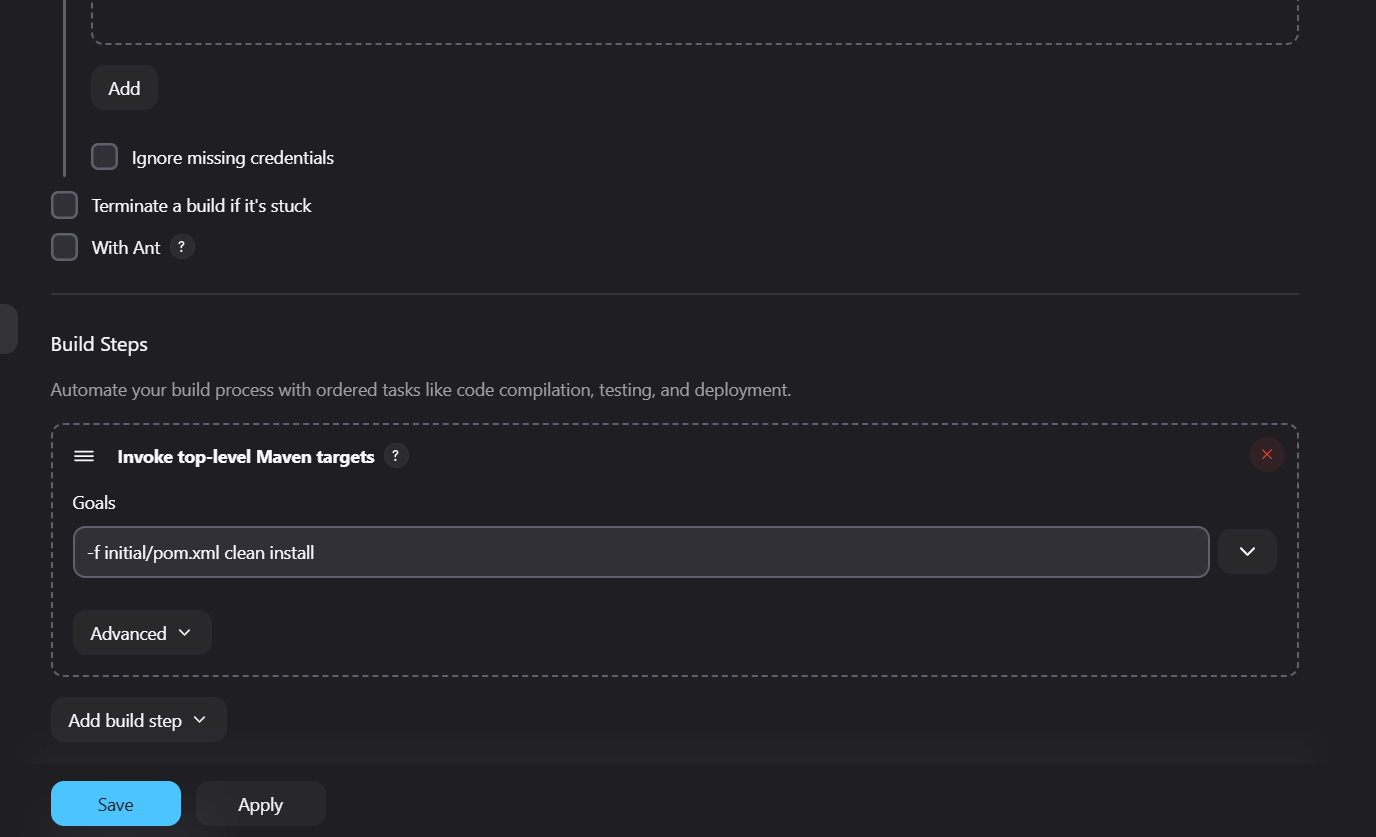 Add
Ignore missing credentials
Terminate a build if it's stuck
With Ant ?
Build Steps
Automate your build process with ordered tasks like code compilation, testing, and deployment.
Invoke top-level Maven targets ?
Goals
-f initial/pom.xml clean install
Advanced
Add build step
Save Apply